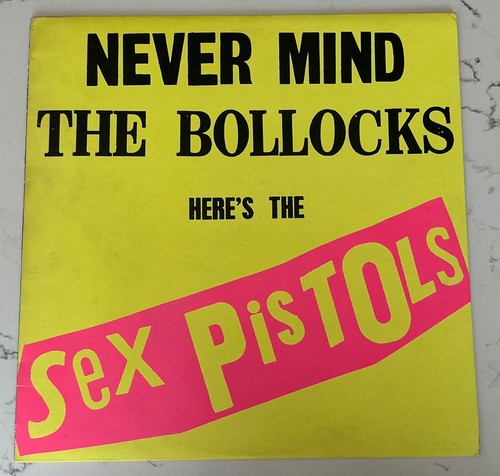 NEVER MIND
THE BOLLOCKS
HERE'S THE
Sex PisTOLs